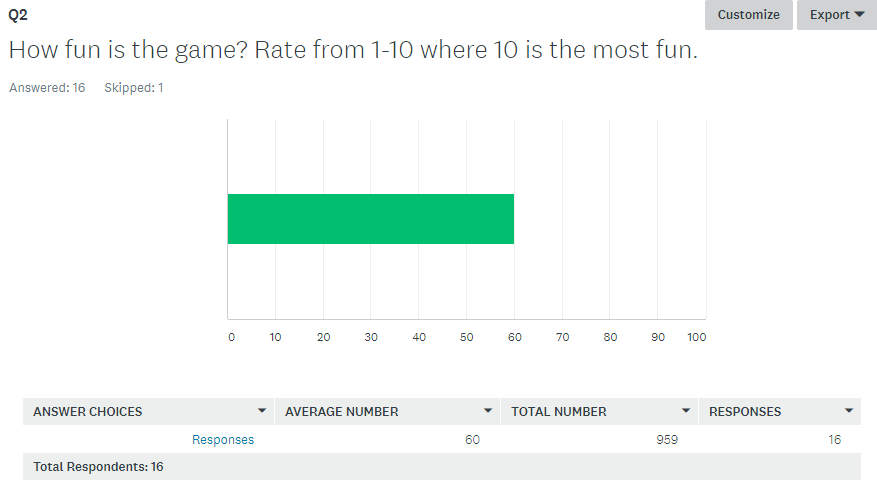 Q2
Customize
Export
How fun is the game? Rate from 1-10 where 10 is the most fun.
Answered: 16 Skipped: 1
0 10 20 30 40 50 60 70 80 90 100
ANSWER CHOICES AVERAGE NUMBER TOTAL NUMBER RESPONSES
Responses 60 959 16
Total Respondents: 16